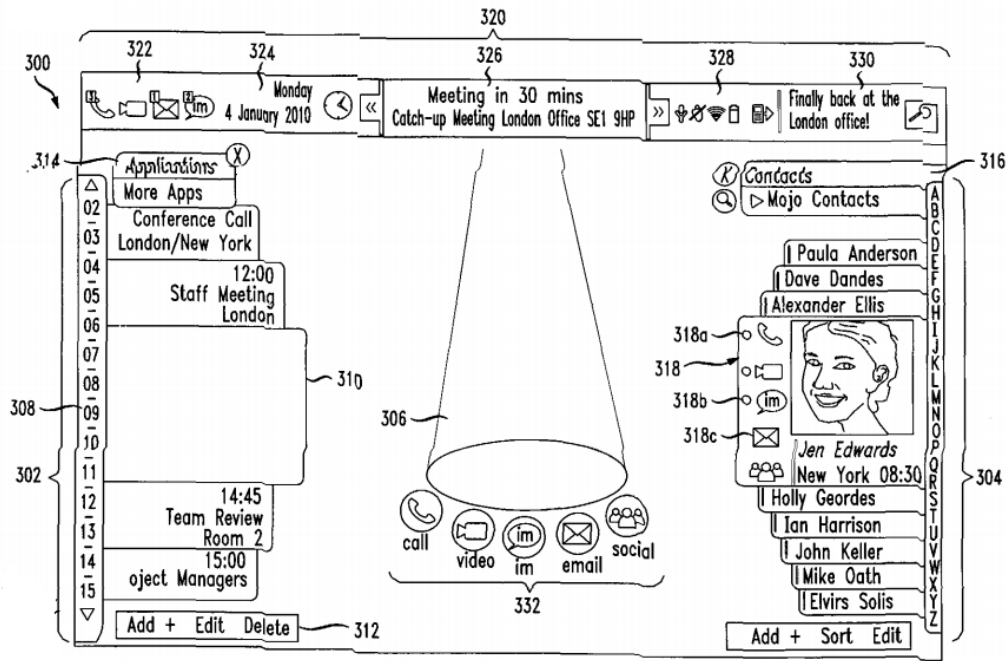 320
322
324
326
328
330
300
3
1
2
im
Monday
4 January 2010
«
Meeting in 30 mins
Catch-up Meeting London Office SE1 9HP
»
Finally back at the
London office!
314
Applications
X
More Apps
Conference Call
London/New York
12:00
Staff Meeting
London
310
14:45
Team Review
Room 2
15:00
oject Managers
Add + Edit Delete
312
302
308
02
03
04
05
06
07
08
09
10
11
12
13
14
15
306
call
video
im
im
email
social
332
316
K
Contacts
Mojo Contacts
Paula Anderson
Dave Dandes
Alexander Ellis
318a
318
318b
im
318c
Jen Edwards
New York 08:30
Holly Geordes
Ian Harrison
John Keller
Mike Oath
Elvirs Solis
Add + Sort Edit
A
B
C
D
E
F
G
H
I
J
K
L
M
N
O
P
Q
R
S
T
U
V
W
X
Y
Z
304